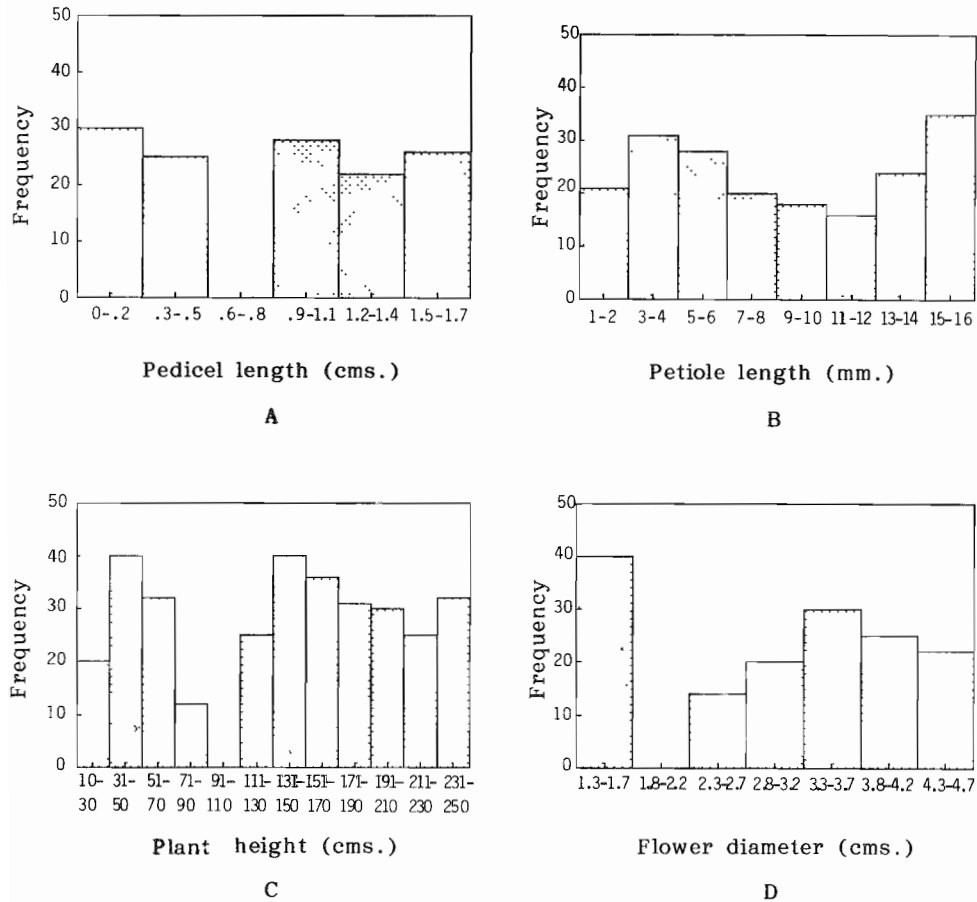 50
40
30
20
10
0
Frequency
0-.2 .3-.5 .6-.8 .9-1.1 1.2-1.4 1.5-1.7
Pedicel length (cms.)
A
50
40
30
20
10
0
Frequency
1-2 3-4 5-6 7-8 9-10 11-12 13-14 15-16
Petiole length (mm.)
B
50
40
30
20
10
0
Frequency
10- 31- 51- 71- 91- 111- 131- 151- 171- 191- 211- 231-
30 50 70 90 110 130 150 170 190 210 230 250
Plant height (cms.)
C
50
40
30
20
10
0
Frequency
1.3-1.7 1.8-2.2 2.3-2.7 2.8-3.2 3.3-3.7 3.8-4.2 4.3-4.7
Flower diameter (cms.)
D